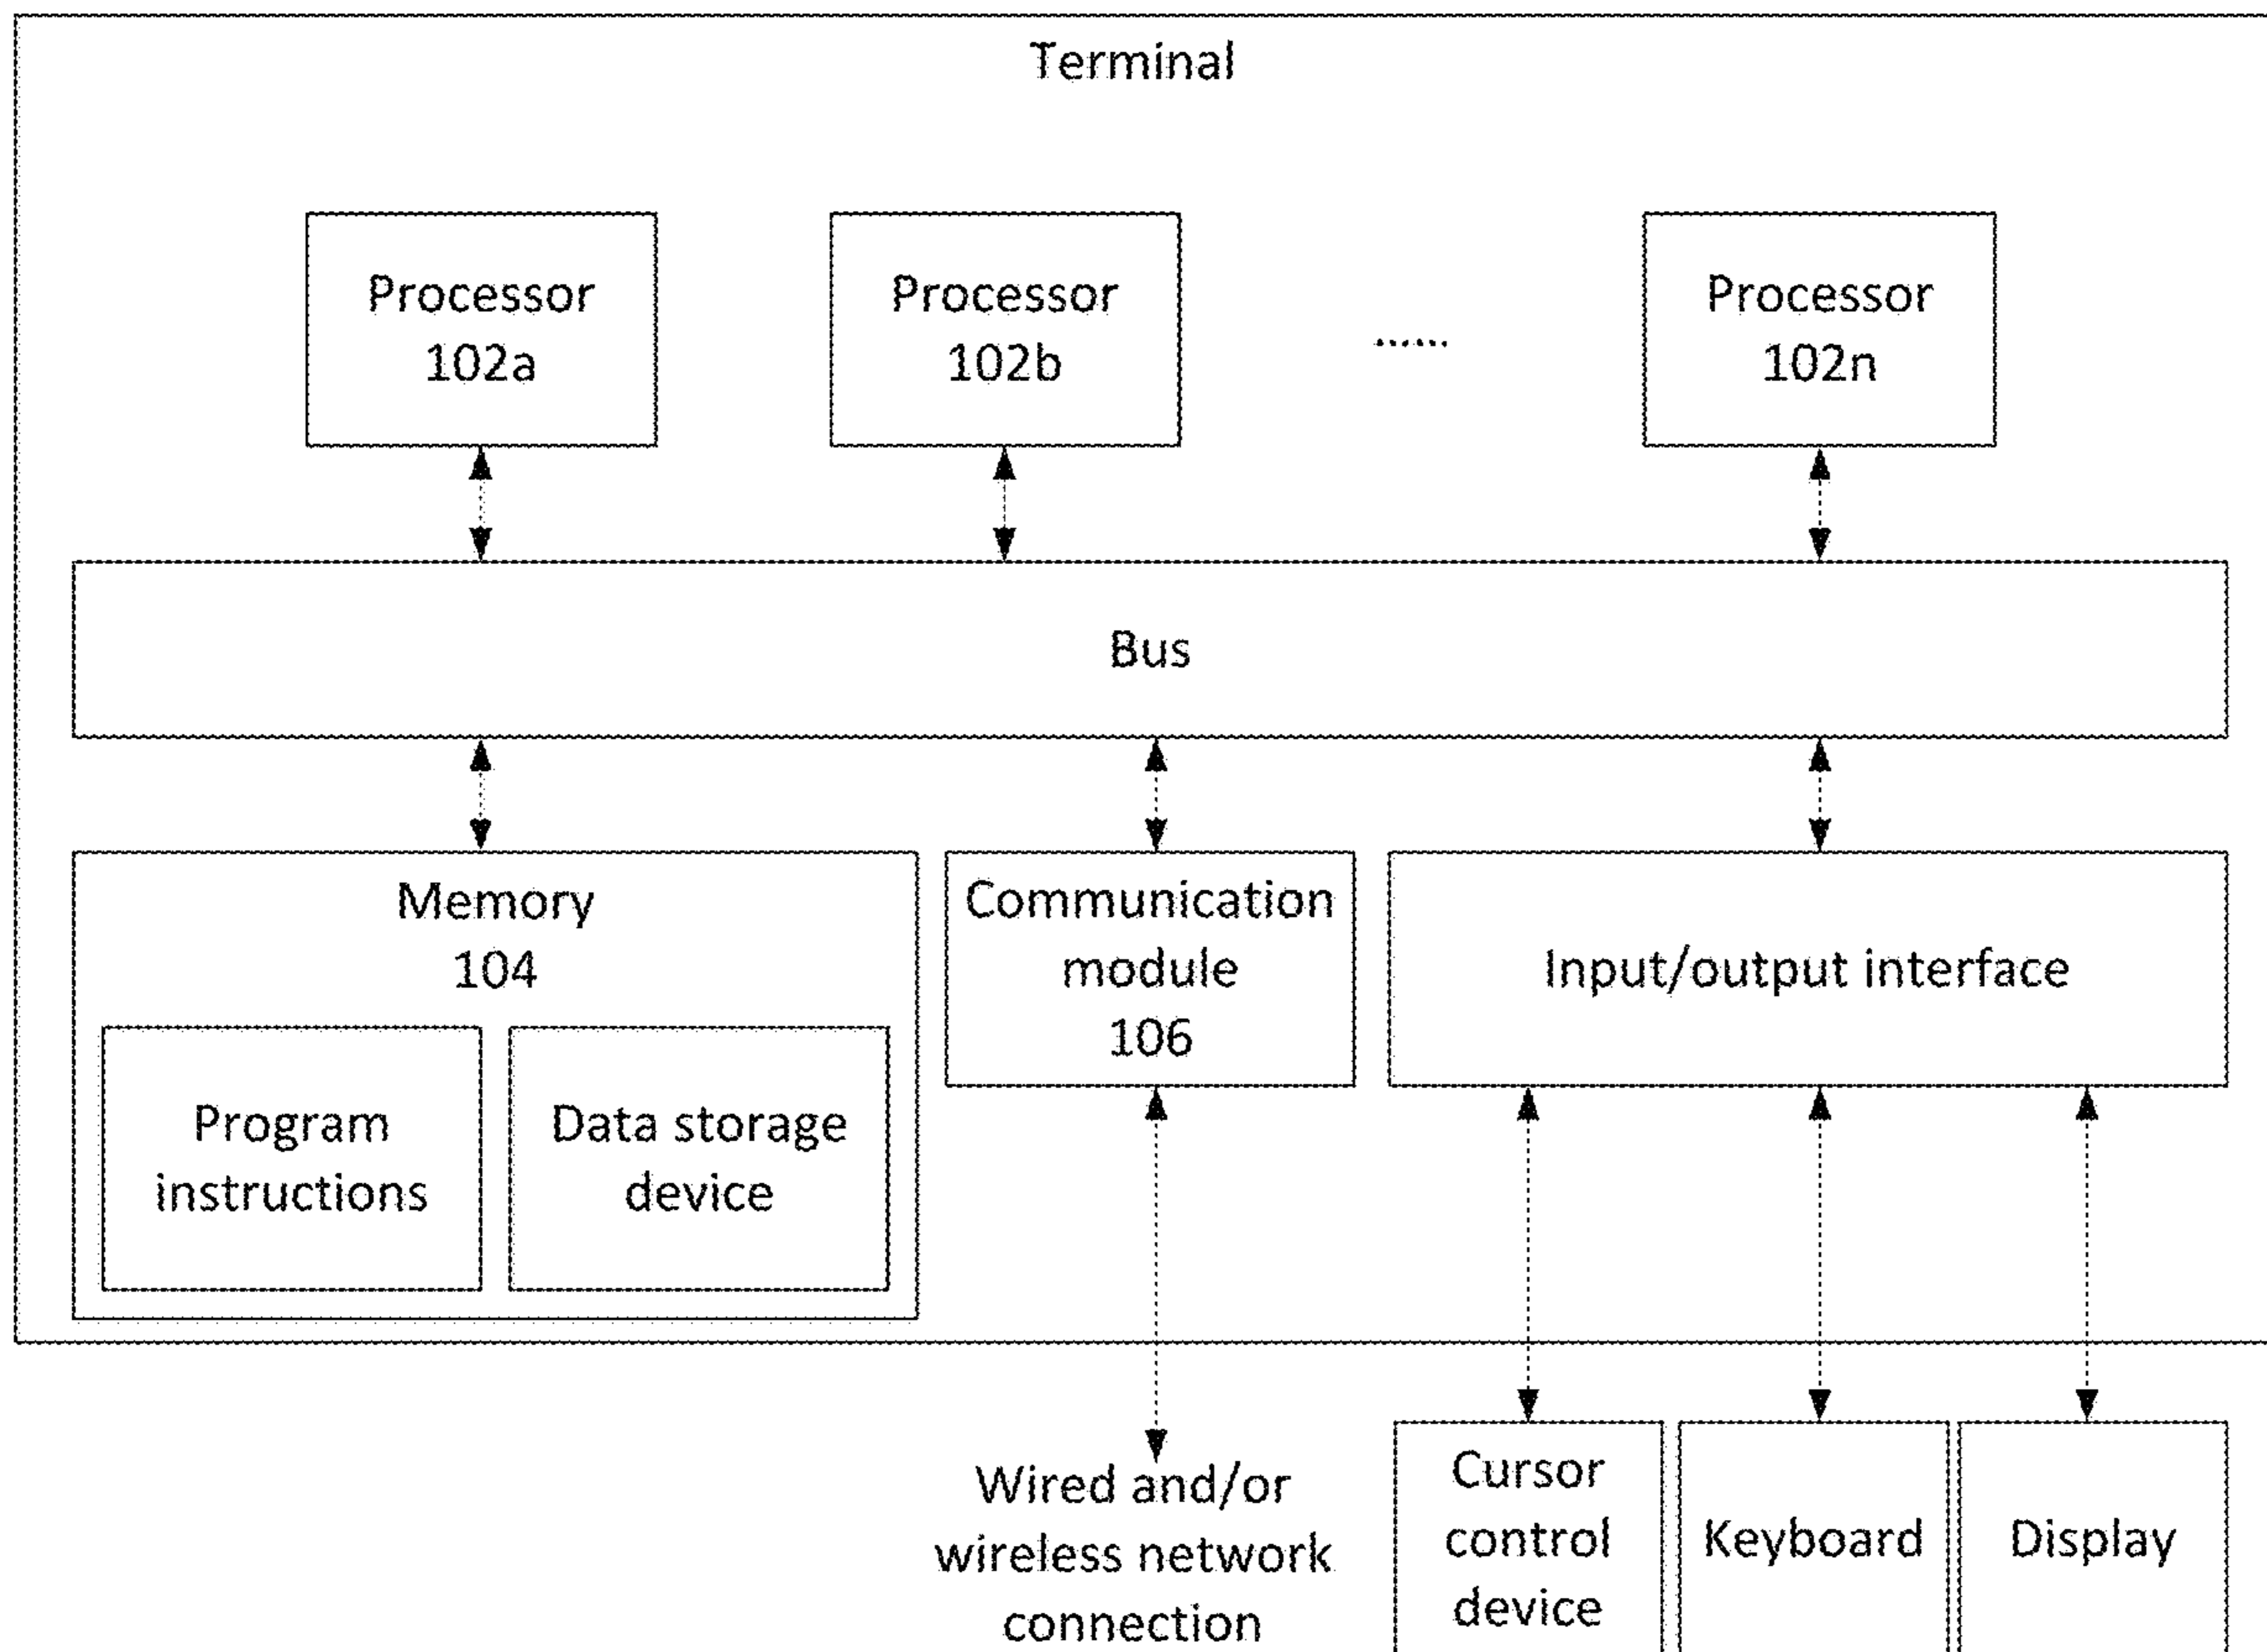 Terminal
Processor
102a
Processor
102b
......
Processor
102n
Bus
Memory
104
Program
instructions
Data storage
device
Communication
module
106
Input/output interface
Wired and/or
wireless network
connection
Cursor
control
device
Keyboard
Display